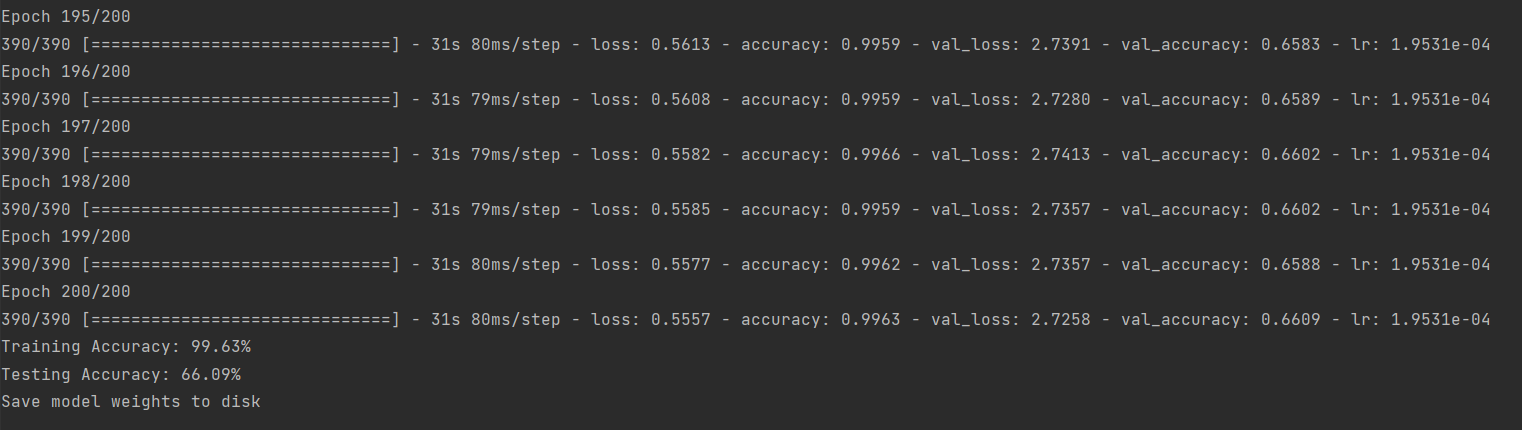 Epoch 195/200
390/390 [==============================] - 31s 80ms/step - loss: 0.5613 - accuracy: 0.9959 - val_loss: 2.7391 - val_accuracy: 0.6583 - lr: 1.9531e-04
Epoch 196/200
390/390 [==============================] - 31s 79ms/step - loss: 0.5608 - accuracy: 0.9959 - val_loss: 2.7280 - val_accuracy: 0.6589 - lr: 1.9531e-04
Epoch 197/200
390/390 [==============================] - 31s 79ms/step - loss: 0.5582 - accuracy: 0.9966 - val_loss: 2.7413 - val_accuracy: 0.6602 - lr: 1.9531e-04
Epoch 198/200
390/390 [==============================] - 31s 79ms/step - loss: 0.5585 - accuracy: 0.9959 - val_loss: 2.7357 - val_accuracy: 0.6602 - lr: 1.9531e-04
Epoch 199/200
390/390 [==============================] - 31s 80ms/step - loss: 0.5577 - accuracy: 0.9962 - val_loss: 2.7357 - val_accuracy: 0.6588 - lr: 1.9531e-04
Epoch 200/200
390/390 [==============================] - 31s 80ms/step - loss: 0.5557 - accuracy: 0.9963 - val_loss: 2.7258 - val_accuracy: 0.6609 - lr: 1.9531e-04
Training Accuracy: 99.63%
Testing Accuracy: 66.09%
Save model weights to disk